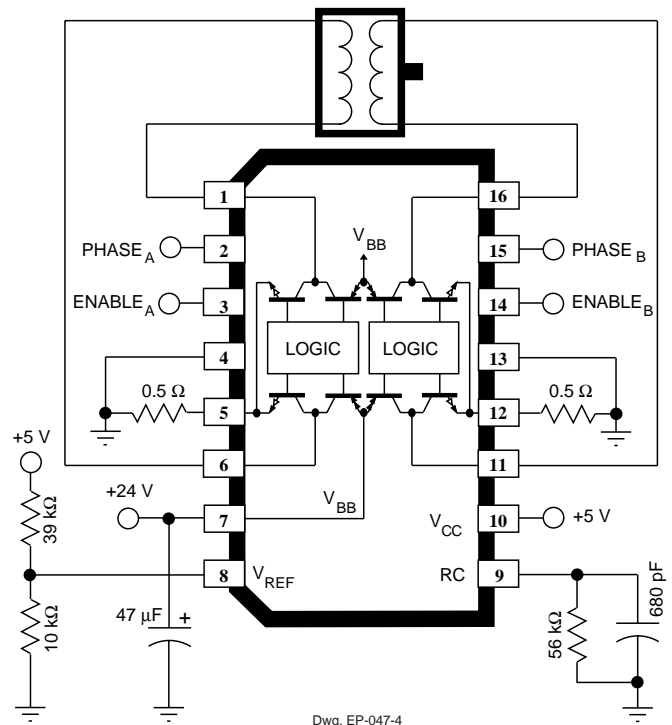 1
16
PHASE A
2
V BB
15
PHASE B
ENABLE A
3
14
ENABLE B
4
LOGIC
LOGIC
13
0.5 Ω
5
12
0.5 Ω
+5 V
6
11
+24 V
V BB
7
V CC
10
+5 V
39 kΩ
8
V REF
RC
9
10 kΩ
47 µF
+
56 kΩ
680 pF
Dwg. EP-047-4